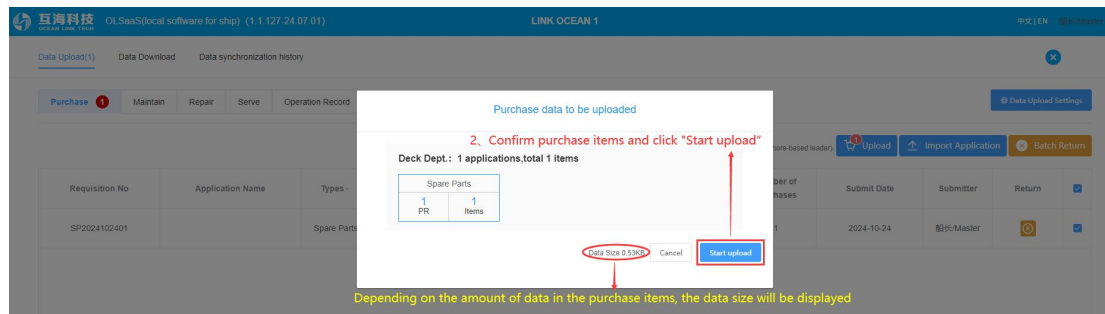 互海科技
OCEAN LINK TECH
OLSaaS(local software for ship) (1.1.127-24.07.01)
LINK OCEAN 1
中文 | EN
船长/Master
Data Upload(1)
Data Download
Data synchronization history
Purchase 1
Maintain
Repair
Serve
Operation Record
Data Upload Settings
Purchase data to be uploaded
2、Confirm purchase items and click "Start upload"
Deck Dept.: 1 applications,total 1 items
Spare Parts
1 1
PR Items
Data Size 0.53KB
Cancel
Start upload
Depending on the amount of data in the purchase items, the data size will be displayed
leader)
1
Upload
Import Application
Batch Return
Requisition No
Application Name
Types
Submit Date
Submitter
Return
SP2024102401
Spare Parts
1
2024-10-24
船长/Master